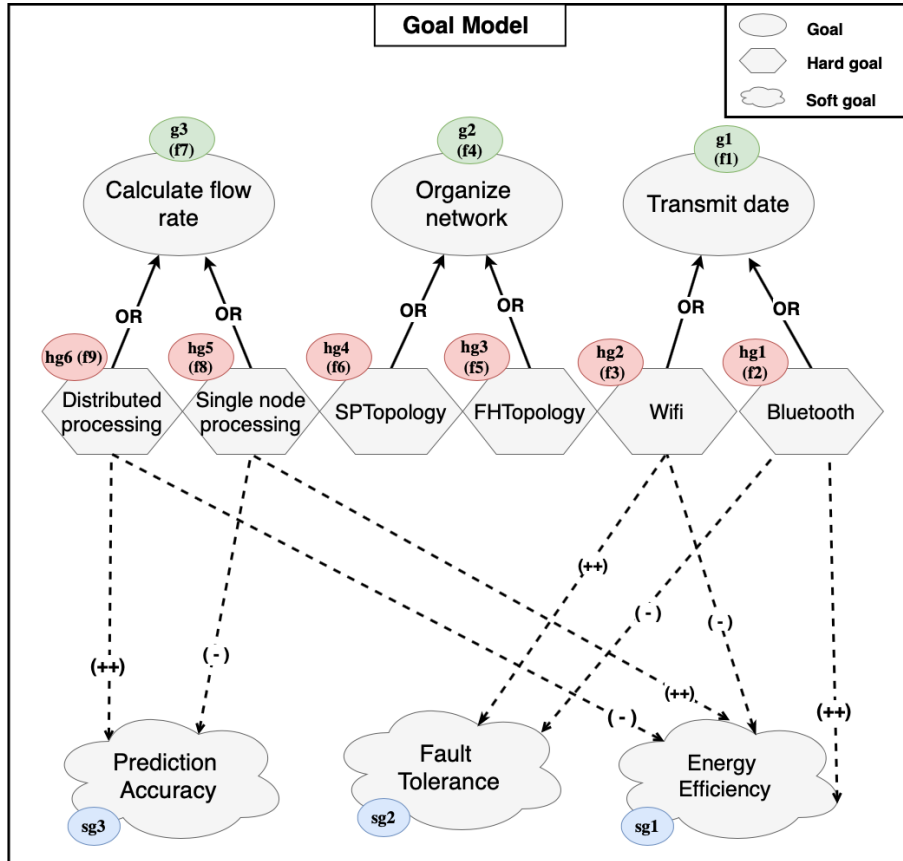 Goal Model
Goal
Hard goal
Soft goal
g3
(f7)
g2
(f4)
g1
(f1)
Calculate flow
rate
Organize
network
Transmit date
OR
OR
OR
OR
OR
OR
hg6 (f9)
hg5
(f8)
hg4
(f6)
hg3
(f5)
hg2
(f3)
hg1
(f2)
Distributed
processing
Single node
processing
SPTopology
FHTopology
Wifi
Bluetooth
(++)
(-)
(-)
(++)
(-)
(++)
(-)
(++)
Prediction
Accuracy
Fault
Tolerance
Energy
Efficiency
sg3
sg2
sg1